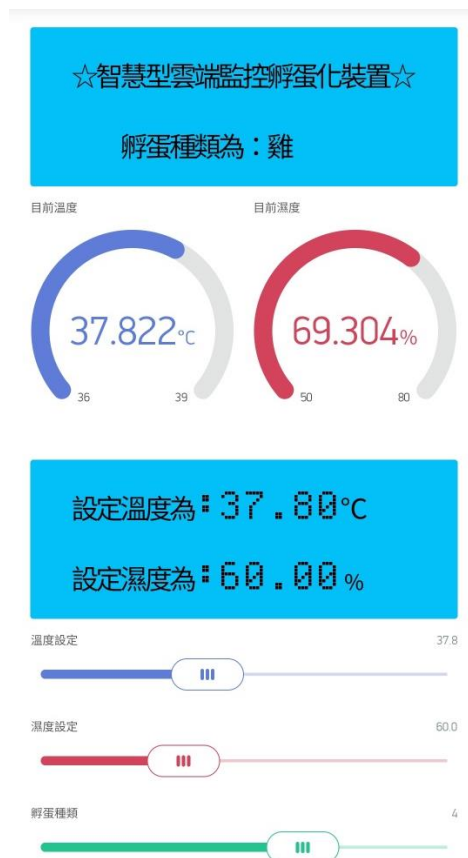 ☆智慧型雲端監控孵蛋化裝置☆
孵蛋種類為：雞
目前溫度
目前濕度
37.822°C
36
39
69.304%
50
80
設定溫度為:37.80°C
設定濕度為:60.00%
溫度設定
37.8
濕度設定
60.0
孵蛋種類
4